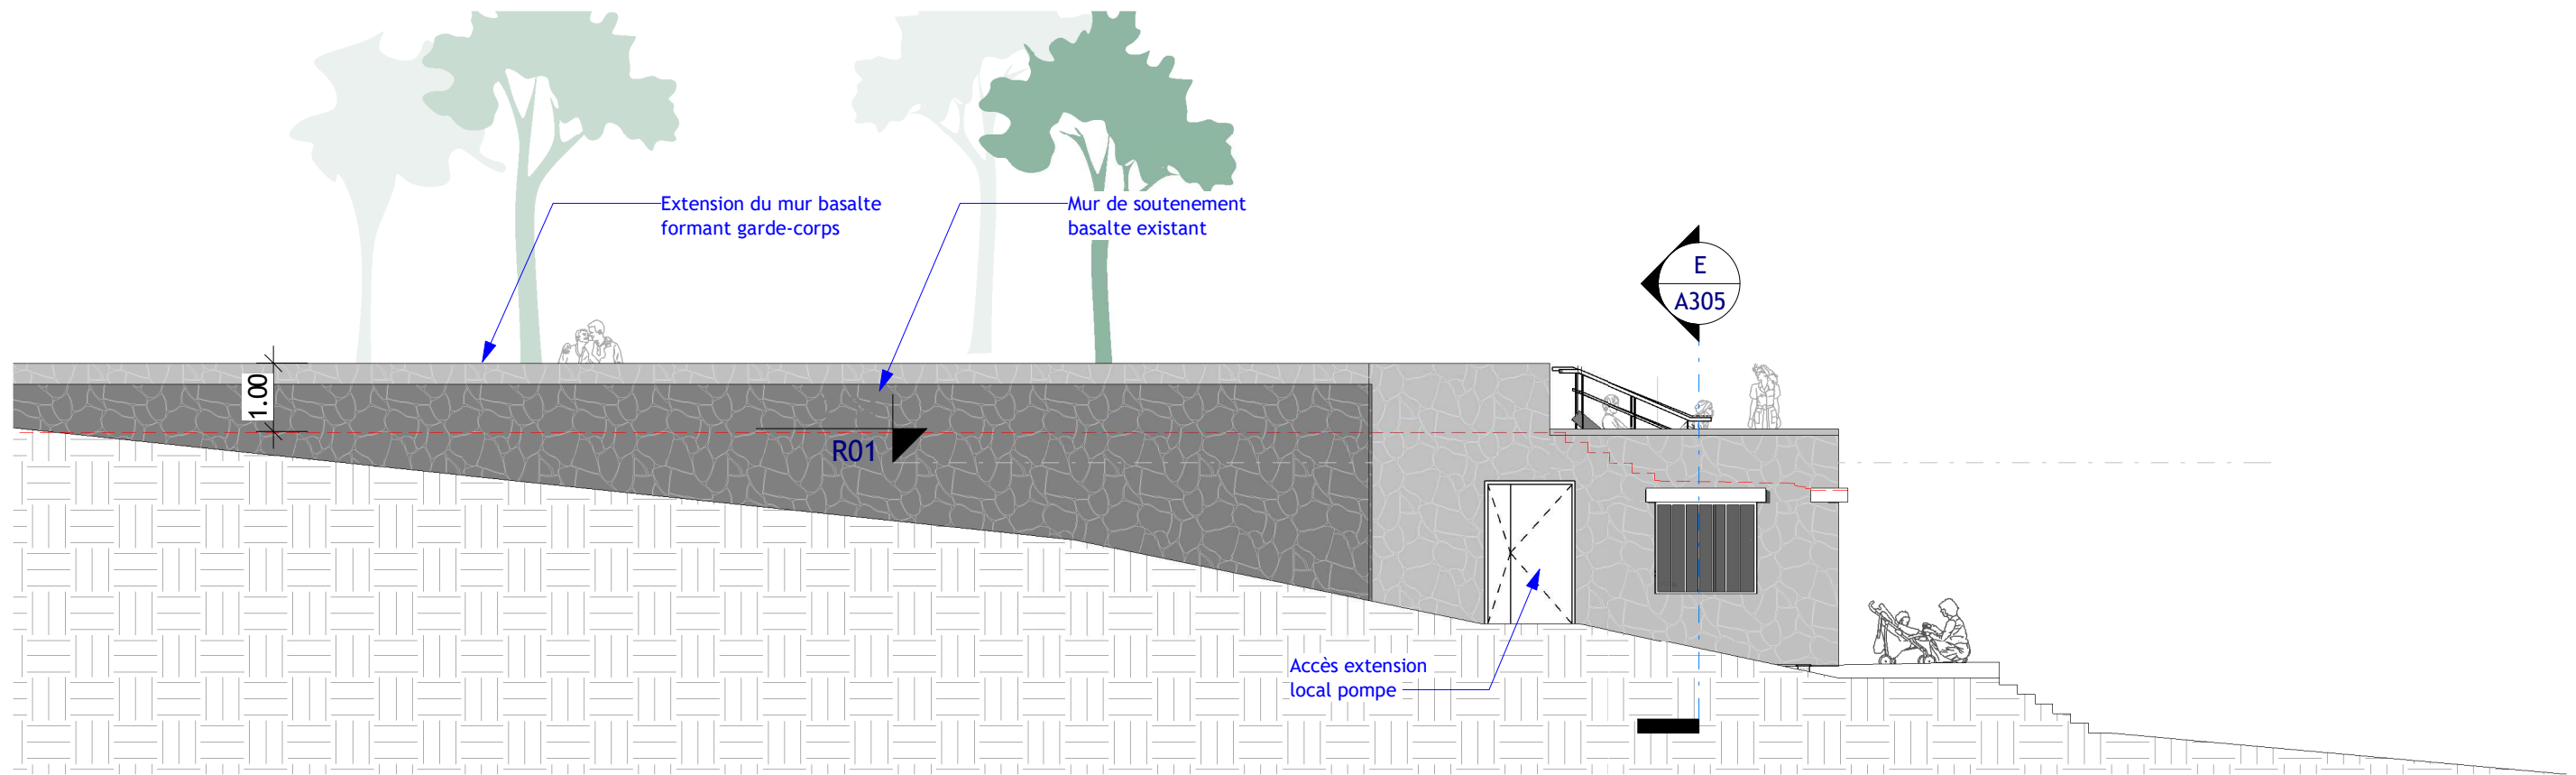 Extension du mur basalte
formant garde-corps
Mur de soutenement
basalte existant
E
A305
1.00
R01
Accès extension
local pompe